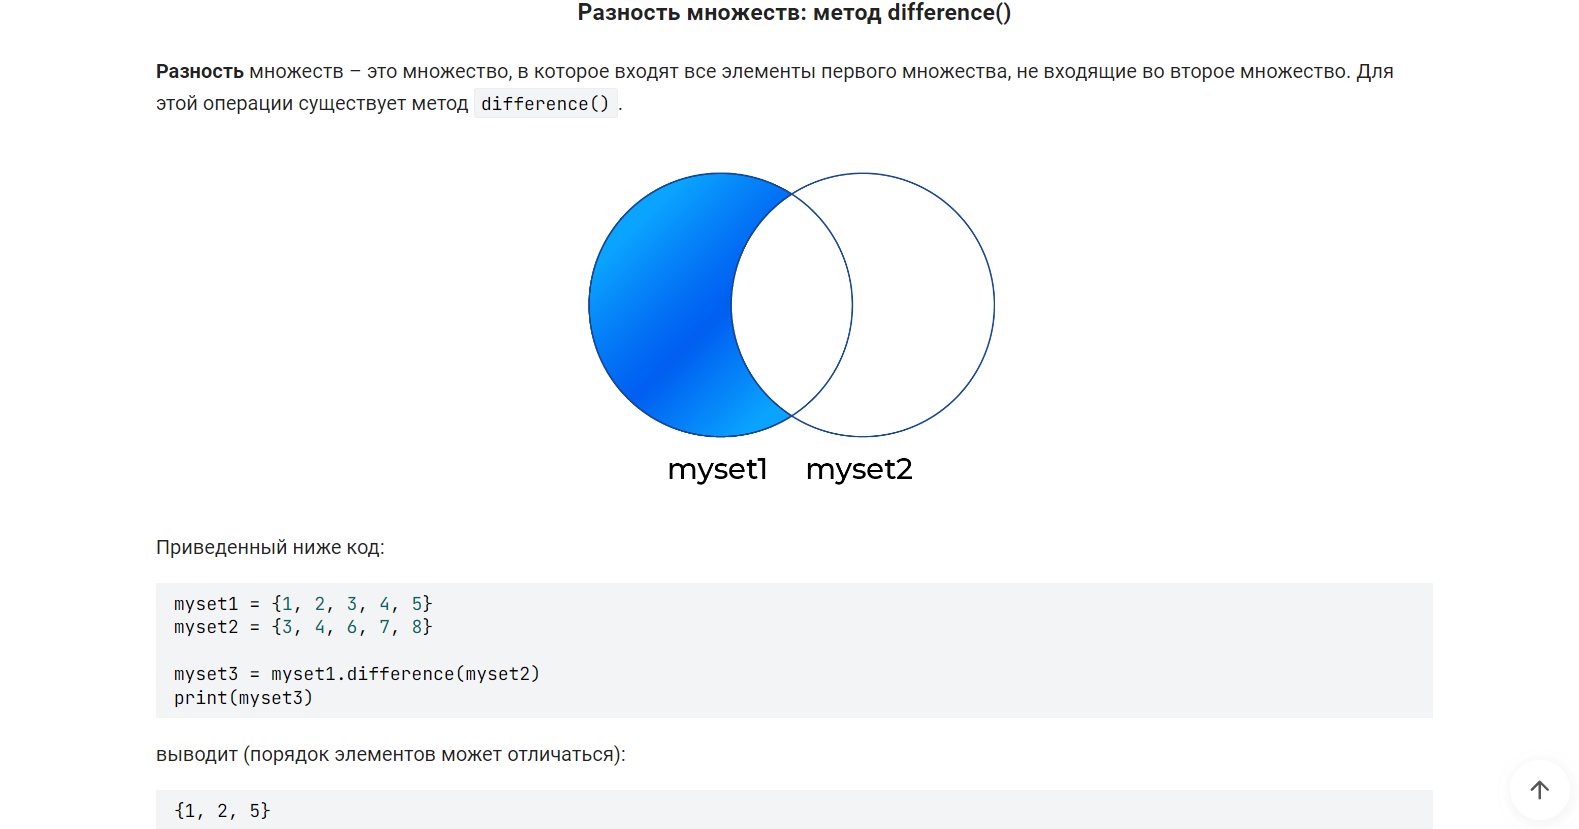 Разность множеств: метод difference()
Разность множеств – это множество, в которое входят все элементы первого множества, не входящие во второе множество. Для
этой операции существует метод difference() .
myset1 myset2
Приведенный ниже код:
myset1 = {1, 2, 3, 4, 5}
myset2 = {3, 4, 6, 7, 8}
myset3 = myset1.difference(myset2)
print(myset3)
выводит (порядок элементов может отличаться):
{1, 2, 5}